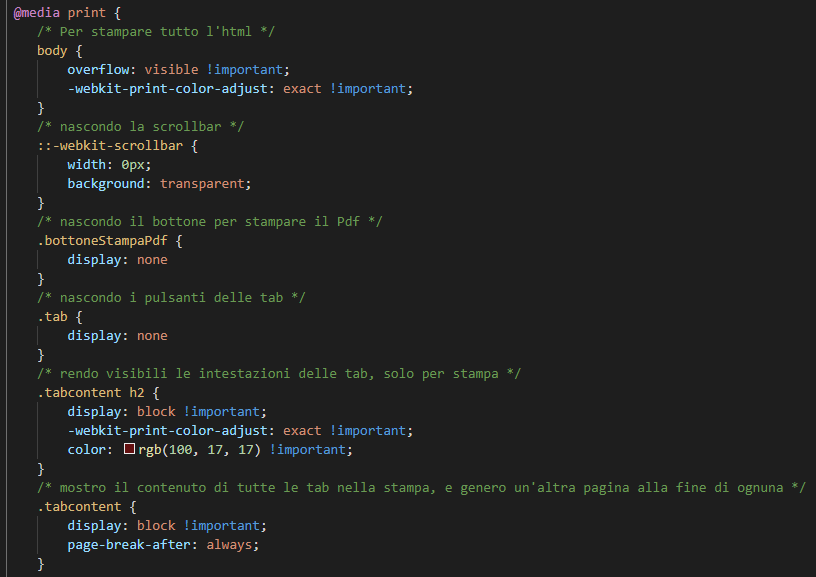 @media print {
/* Per stampare tutto l'html */
body {
overflow: visible !important;
-webkit-print-color-adjust: exact !important;
}
/* nascondo la scrollbar */
::-webkit-scrollbar {
width: 0px;
background: transparent;
}
/* nascondo il bottone per stampare il Pdf */
.bottoneStampaPdf {
display: none
}
/* nascondo i pulsanti delle tab */
.tab {
display: none
}
/* rendo visibili le intestazioni delle tab, solo per stampa */
.tabcontent h2 {
display: block !important;
-webkit-print-color-adjust: exact !important;
color: rgb(100, 17, 17) !important;
}
/* mostro il contenuto di tutte le tab nella stampa, e genero un'altra pagina alla fine di ognuna */
.tabcontent {
display: block !important;
page-break-after: always;
}